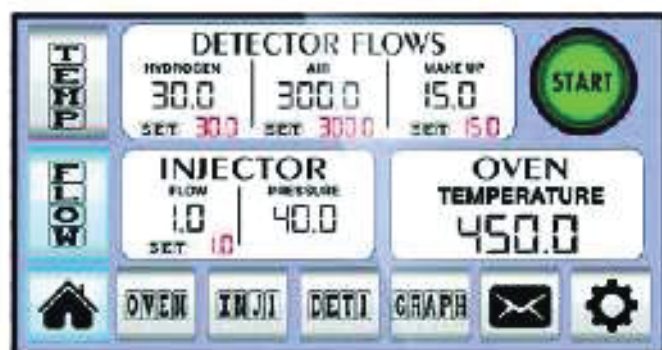 TEMP
DETECTOR FLOWS
HYDROGEN AIR MAKE UP
30.0 300.0 15.0
SET 30.0 SET 300.0 SET 15.0
START
FLOW
INJECTOR
FLOW PRESSURE
1.0 40.0
SET 1.0
OVEN
TEMPERATURE
450.0
OVEN INJ1 DET1 GRAPH